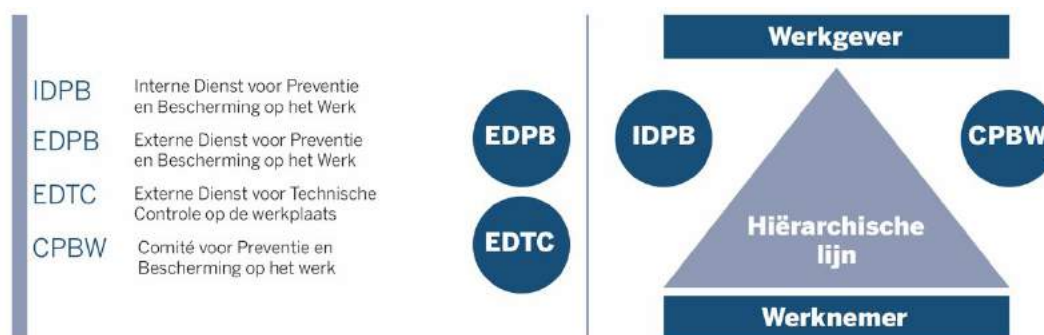 IDPB
Interne Dienst voor Preventie
en Bescherming op het Werk
EDPB
Externe Dienst voor Preventie
en Bescherming op het Werk
EDTC
Externe Dienst voor Technische
Controle op de werkplaats
CPBW
Comité voor Preventie en
Bescherming op het werk
EDPB
EDTC
Werkgever
IDPB
CPBW
Hiërarchische
lijn
Werknemer